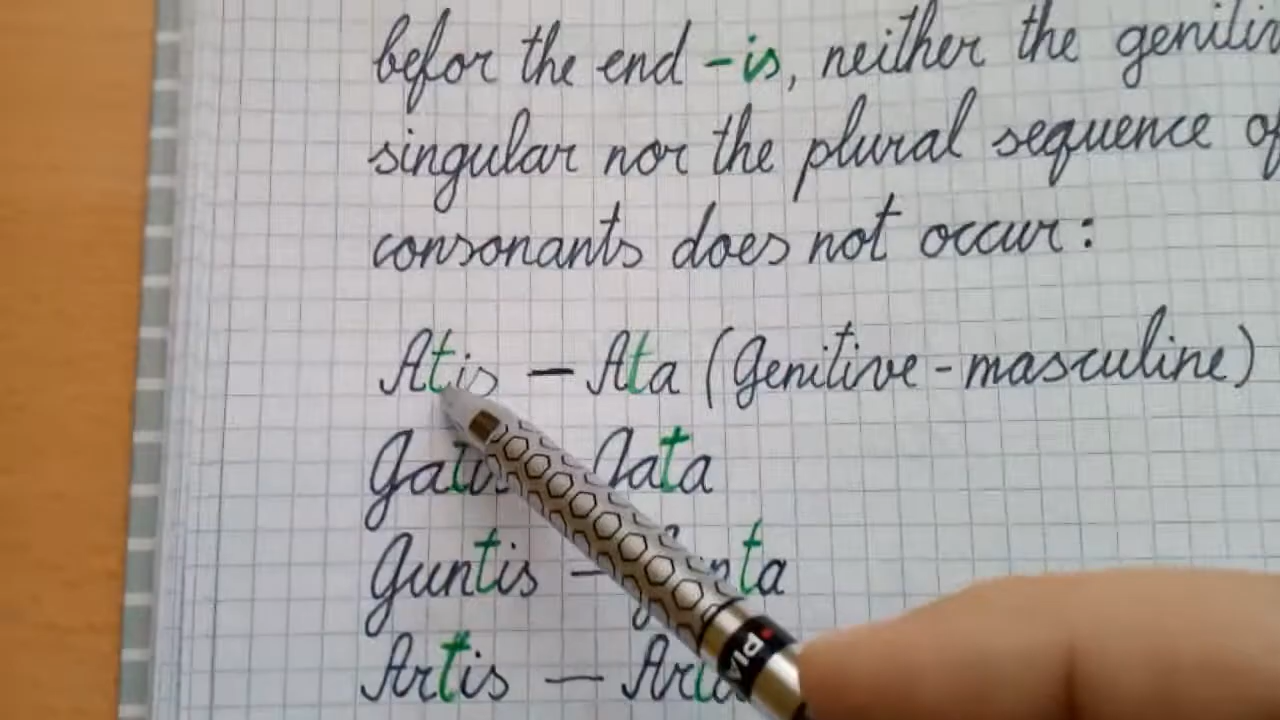 befor the end -is, neither the genitiv
singular nor the plural sequence of
consonants does not occur:
Atis - Ata (Genitive-masculine)
Gata
Guntis -
Artis -